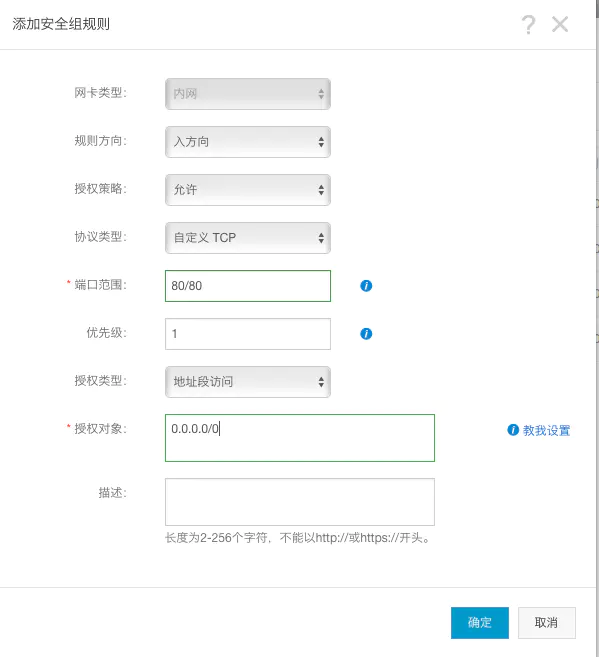 添加安全组规则
网卡类型： 内网
规则方向： 入方向
授权策略： 允许
协议类型： 自定义 TCP
* 端口范围： 80/80
优先级： 1
授权类型： 地址段访问
* 授权对象： 0.0.0.0/0 教我设置
描述：
长度为2-256个字符，不能以http://或https://开头。
确定 取消